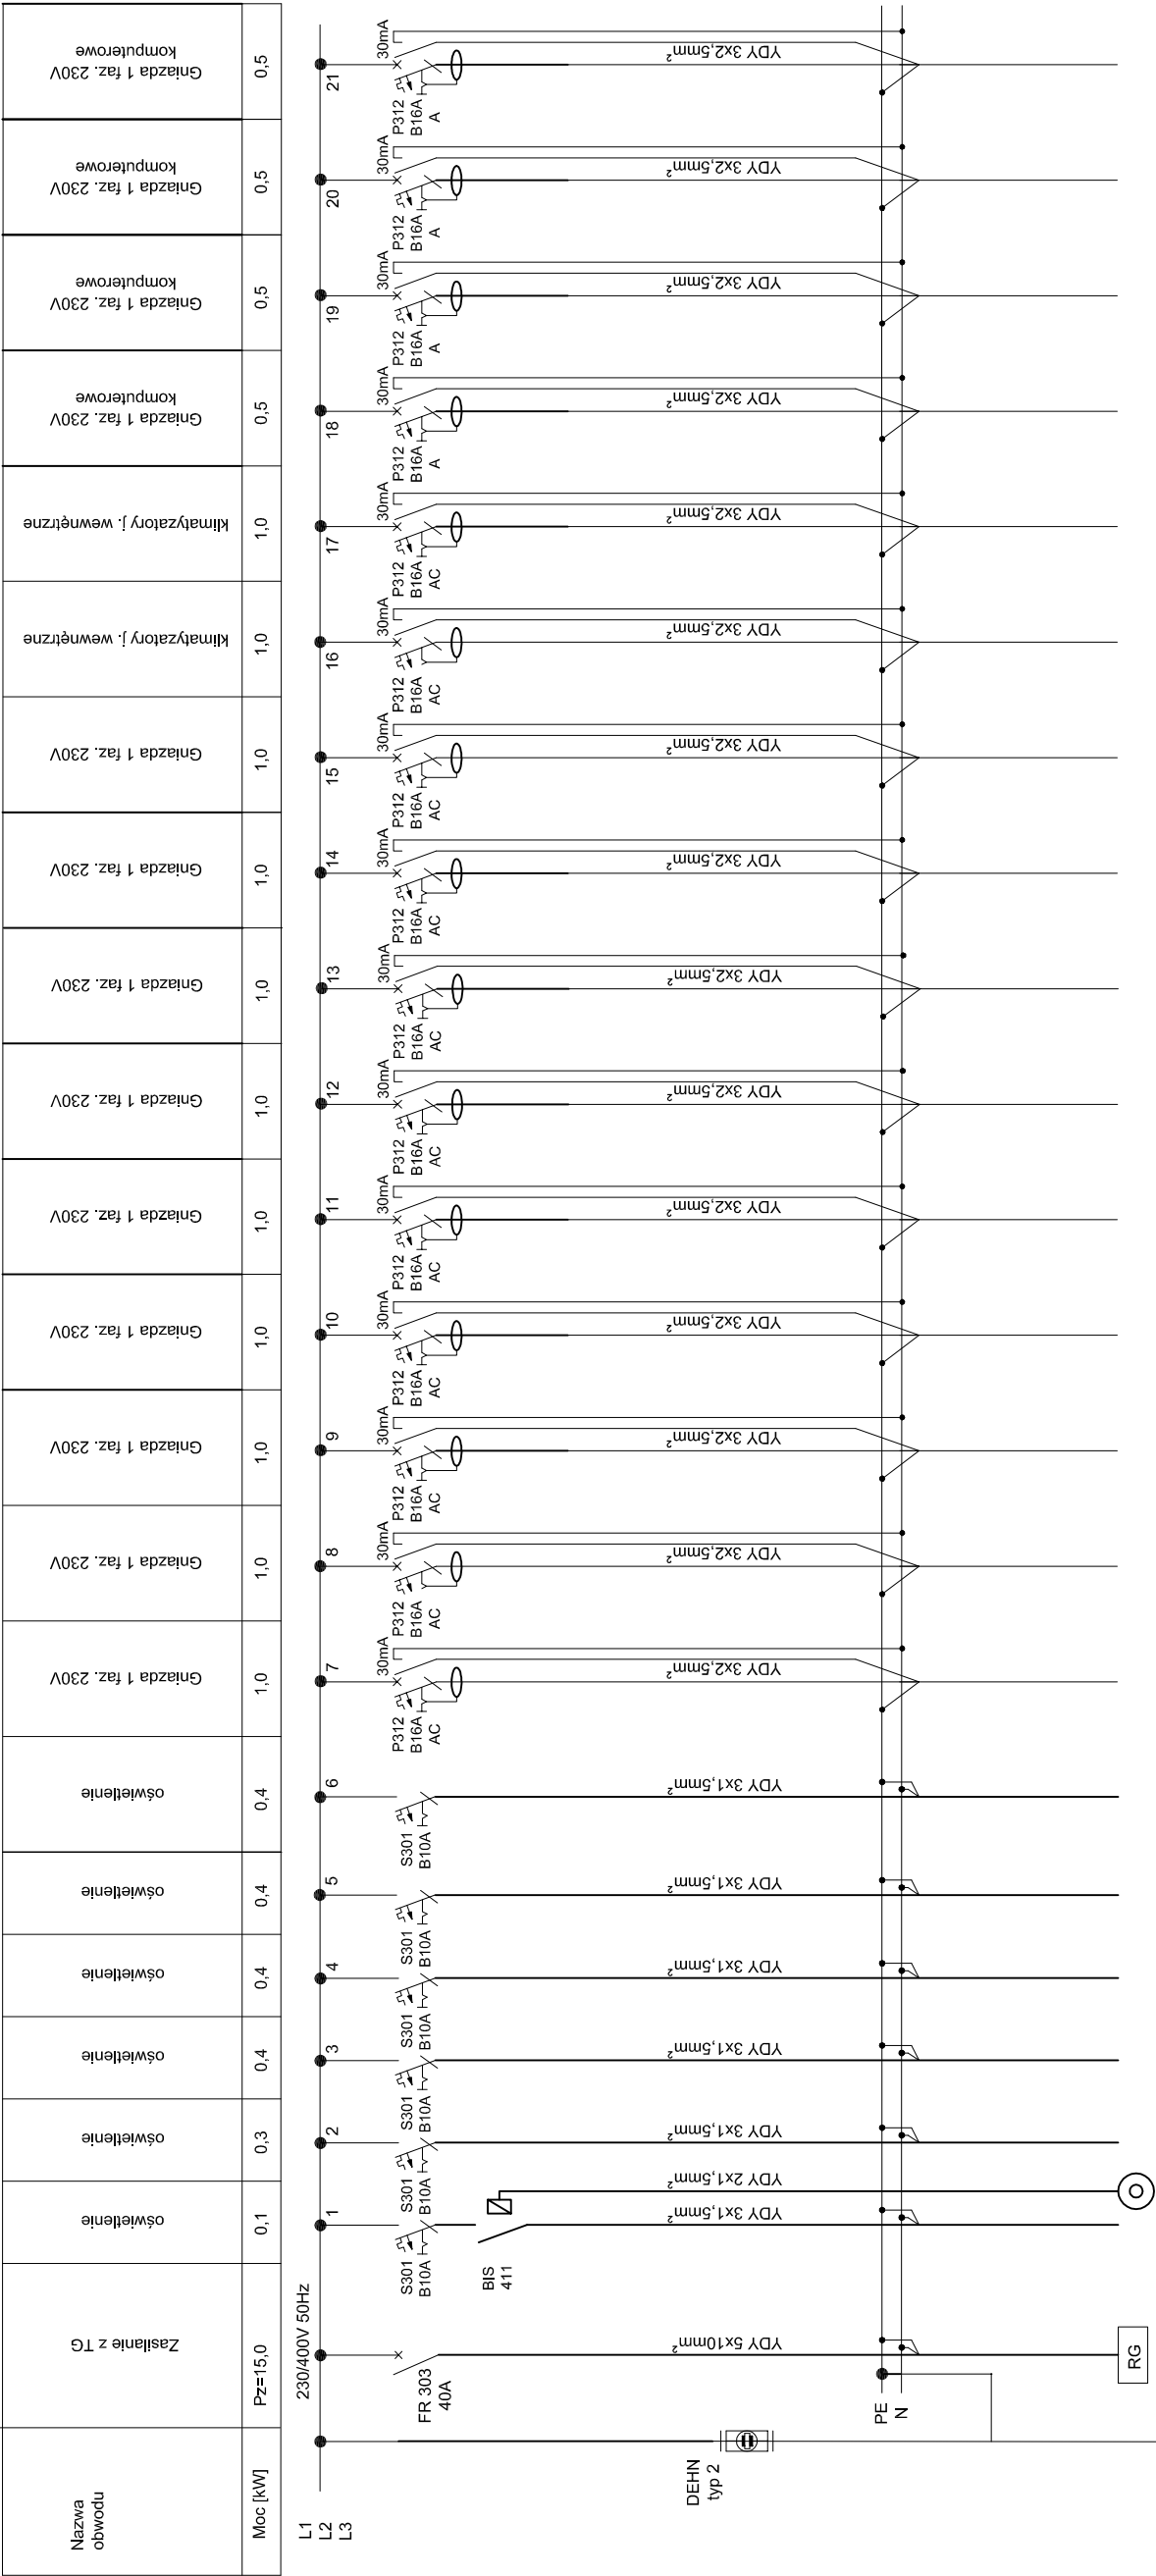 Nazwa
obwodu
Moc [kW]
Zasilanie z TG
Pz=15,0
oświetlenie
0,1
oświetlenie
0,3
oświetlenie
0,4
oświetlenie
0,4
oświetlenie
0,4
oświetlenie
0,4
Gniazda 1 faz. 230V
1,0
Gniazda 1 faz. 230V
1,0
Gniazda 1 faz. 230V
1,0
Gniazda 1 faz. 230V
1,0
Gniazda 1 faz. 230V
1,0
Gniazda 1 faz. 230V
1,0
Gniazda 1 faz. 230V
1,0
Gniazda 1 faz. 230V
1,0
Gniazda 1 faz. 230V
1,0
klimatyzatory j. wewnętrzne
1,0
klimatyzatory j. wewnętrzne
1,0
Gniazda 1 faz. 230V
komputerowe
0,5
Gniazda 1 faz. 230V
komputerowe
0,5
Gniazda 1 faz. 230V
komputerowe
0,5
Gniazda 1 faz. 230V
komputerowe
0,5
L1
L2
L3
230/400V 50Hz
DEHN
typ 2
FR 303
40A
YDY 5x10mm²
PE
N
RG
1
S301
B10A
BIS
411
YDY 3x1,5mm²
YDY 2x1,5mm²
2
S301
B10A
YDY 3x1,5mm²
3
S301
B10A
YDY 3x1,5mm²
4
S301
B10A
YDY 3x1,5mm²
5
S301
B10A
YDY 3x1,5mm²
6
S301
B10A
YDY 3x1,5mm²
7
30mA
P312
B16A
AC
YDY 3x2,5mm²
8
30mA
P312
B16A
AC
YDY 3x2,5mm²
9
30mA
P312
B16A
AC
YDY 3x2,5mm²
10
30mA
P312
B16A
AC
YDY 3x2,5mm²
11
30mA
P312
B16A
AC
YDY 3x2,5mm²
12
30mA
P312
B16A
AC
YDY 3x2,5mm²
13
30mA
P312
B16A
AC
YDY 3x2,5mm²
14
30mA
P312
B16A
AC
YDY 3x2,5mm²
15
30mA
P312
B16A
AC
YDY 3x2,5mm²
16
30mA
P312
B16A
AC
YDY 3x2,5mm²
17
30mA
P312
B16A
AC
YDY 3x2,5mm²
18
30mA
P312
B16A
A
YDY 3x2,5mm²
19
30mA
P312
B16A
A
YDY 3x2,5mm²
20
30mA
P312
B16A
A
YDY 3x2,5mm²
21
30mA
P312
B16A
A
YDY 3x2,5mm²